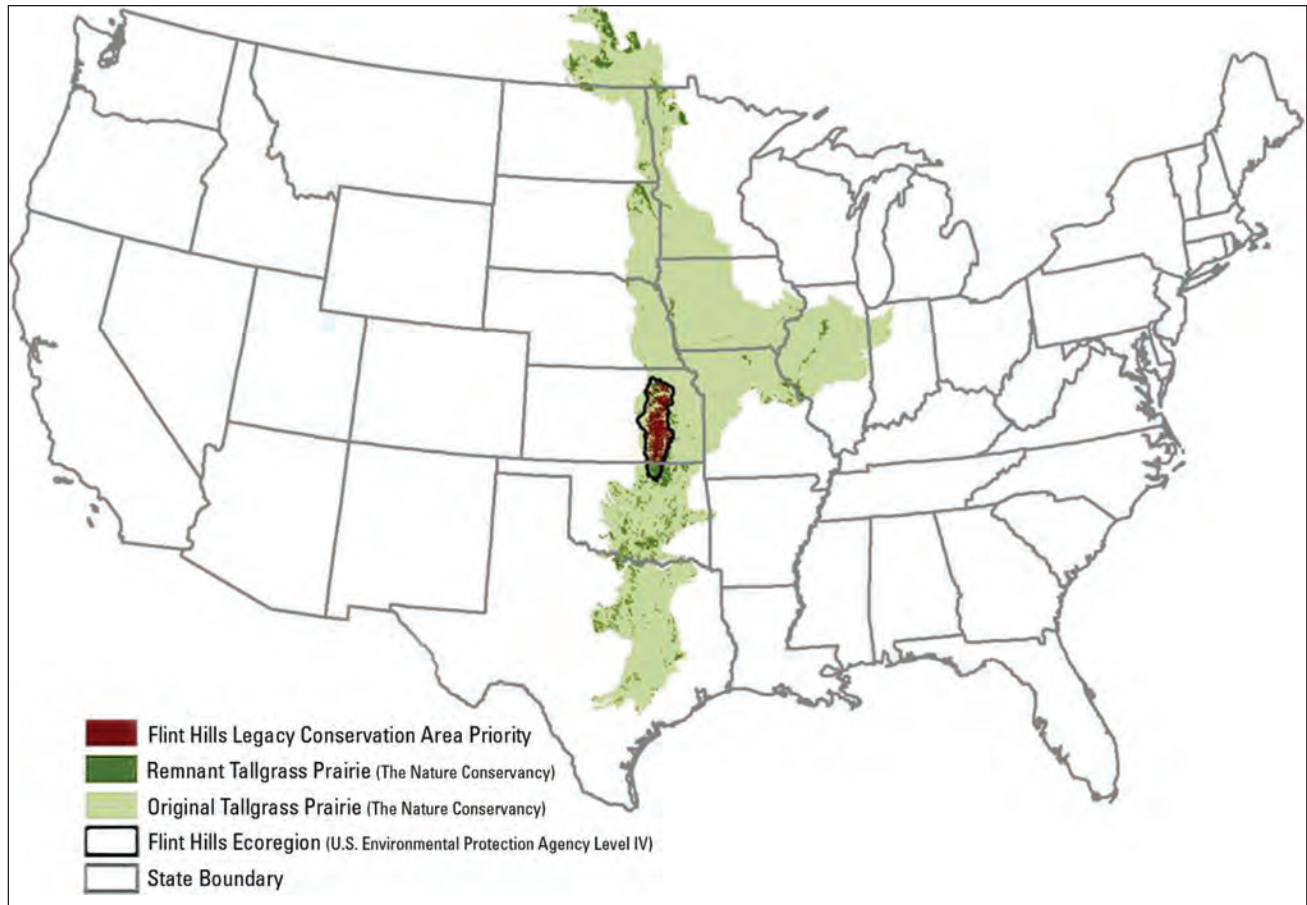 Flint Hills Legacy Conservation Area Priority
Remnant Tallgrass Prairie (The Nature Conservancy)
Original Tallgrass Prairie (The Nature Conservancy)
Flint Hills Ecoregion (U.S. Environmental Protection Agency Level IV)
State Boundary